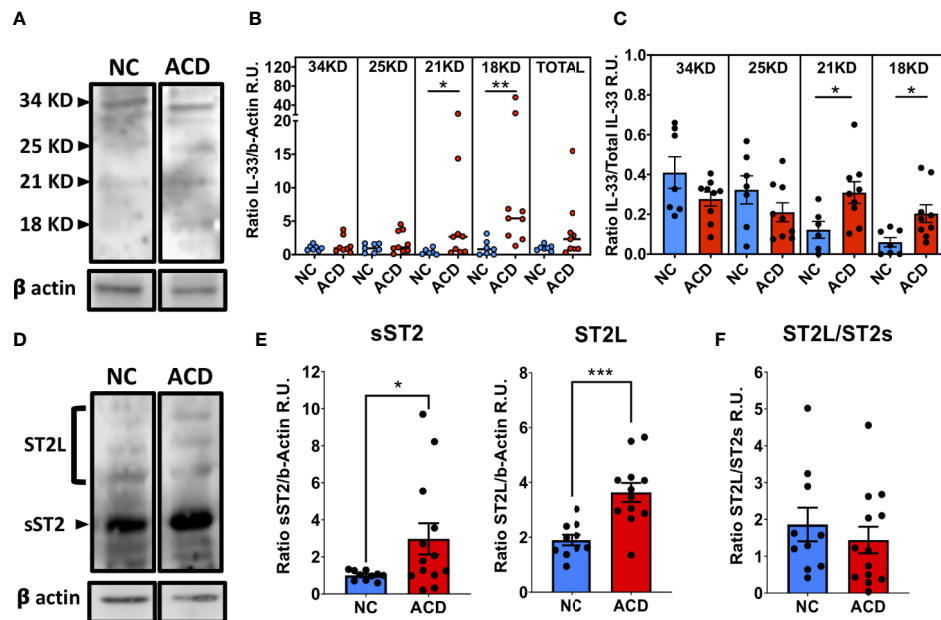 A
NC ACD
34 KD
25 KD
21 KD
18 KD
β actin
B
Ratio IL-33/b-Actin R.U.
120
100
80
60
40
20
20
15
10
5
0
34KD 25KD 21KD 18KD TOTAL
* **
NC ACD NC ACD NC ACD NC ACD NC ACD
C
Ratio IL-33/Total IL-33 R.U.
1.0
0.8
0.6
0.4
0.2
0.0
34KD 25KD 21KD 18KD
* *
NC ACD NC ACD NC ACD NC ACD
D
NC ACD
ST2L
sST2
β actin
E
sST2
Ratio sST2/b-Actin R.U.
12
10
8
6
4
2
0
*
NC ACD
ST2L
Ratio ST2L/b-Actin R.U.
8
6
4
2
0
***
NC ACD
F
ST2L/ST2s
Ratio ST2L/ST2s R.U.
6
5
4
3
2
1
0
NC ACD